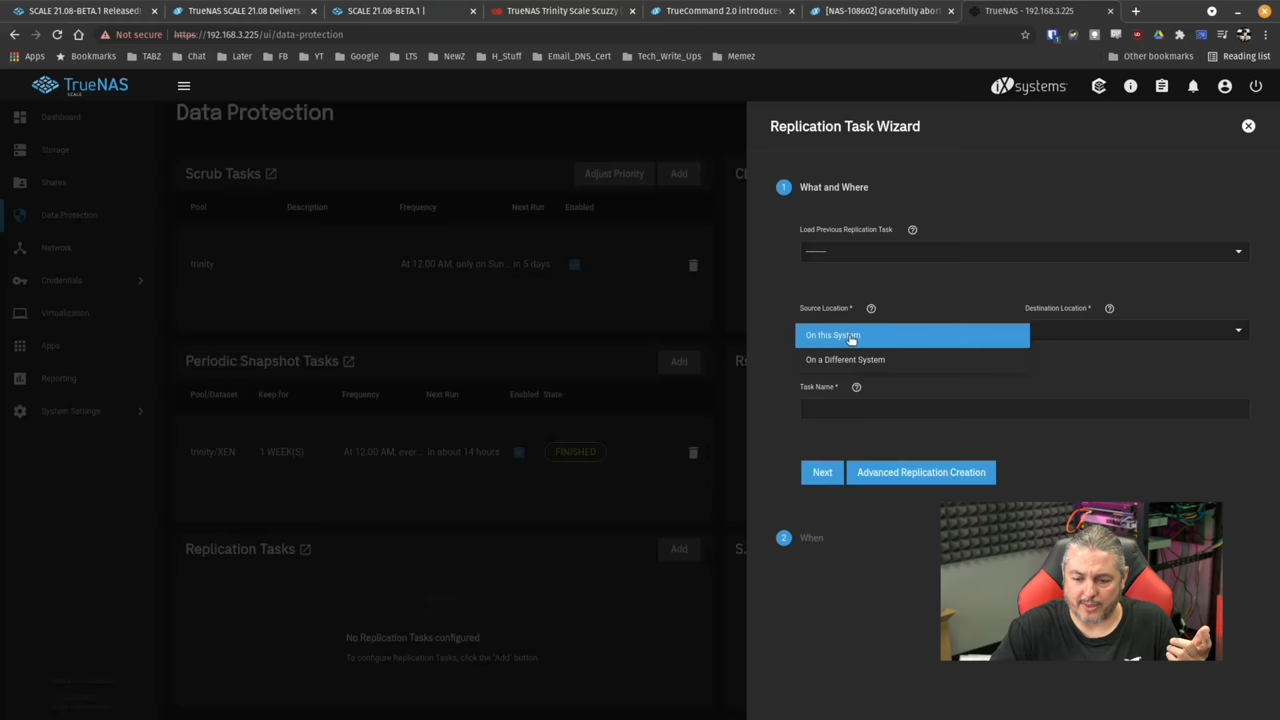 SCALE 21.08-BETA.1 Released!
TrueNAS SCALE 21.08 Delivers
SCALE 21.08-BETA.1 |
TrueNAS Trinity Scale Scuzzy
TrueCommand 2.0 introduces
[NAS-108602] Gracefully abort
TrueNAS - 192.168.3.225
Not secure
https://192.168.3.225/ui/data-protection
Apps
Bookmarks
TABZ
Chat
Later
FB
YT
Google
LTS
NewZ
H_Stuff
Email_DNS_Cert
Tech_Write_Ups
Memez
Other bookmarks
Reading list
TrueNAS
SCALE
iXsystems
Dashboard
Storage
Shares
Data Protection
Network
Credentials
Virtualization
Apps
Reporting
System Settings
Data Protection
Scrub Tasks
Adjust Priority
Add
Pool
Description
Frequency
Next Run
Enabled
trinity
At 12:00 AM, only on Sun...
in 5 days
Periodic Snapshot Tasks
Add
Pool/Dataset
Keep for
Frequency
Next Run
Enabled
State
trinity/XEN
1 WEEK(S)
At 12:00 AM, ever...
in about 14 hours
FINISHED
Replication Tasks
Add
No Replication Tasks configured
To configure Replication Tasks, click the "Add" button.
Replication Task Wizard
1
What and Where
Load Previous Replication Task
Source Location *
Destination Location *
On this System
On a Different System
Task Name *
Next
Advanced Replication Creation
2
When